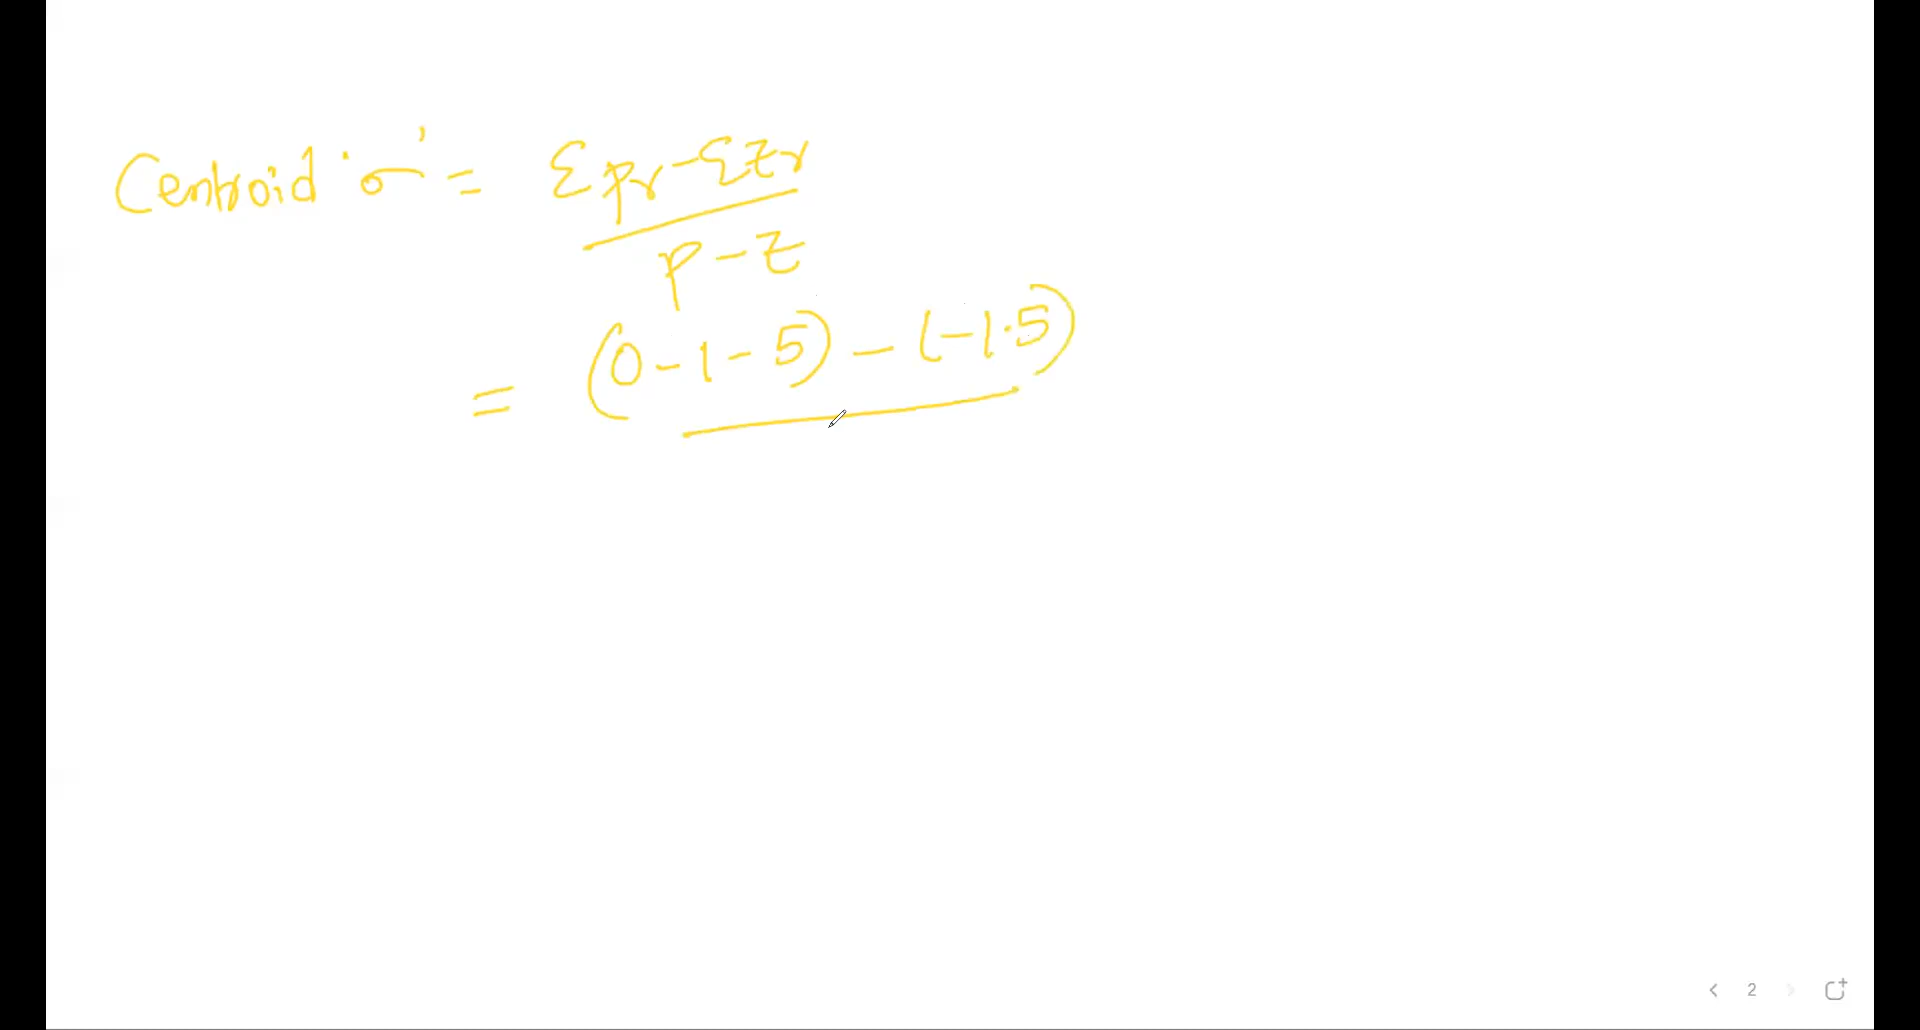 Centroid 'σ' = Σpr-Σzr
p-z
= (0-1-5) - (-1.5)
2